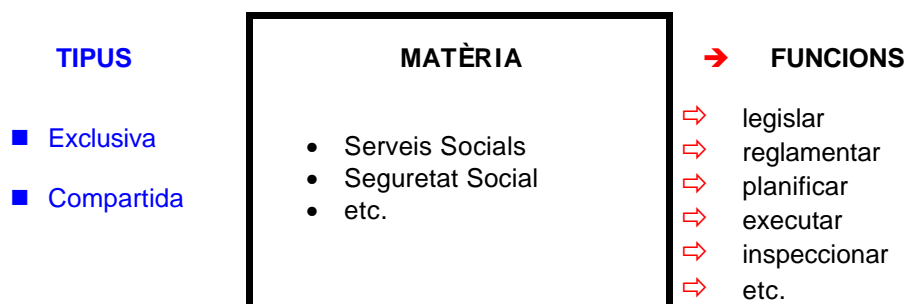 TIPUS
■ Exclusiva
■ Compartida
MATÈRIA
• Serveis Socials
• Seguretat Social
• etc.
➔ FUNCIONS
⇨ legislar
⇨ reglamentar
⇨ planificar
⇨ executar
⇨ inspeccionar
⇨ etc.